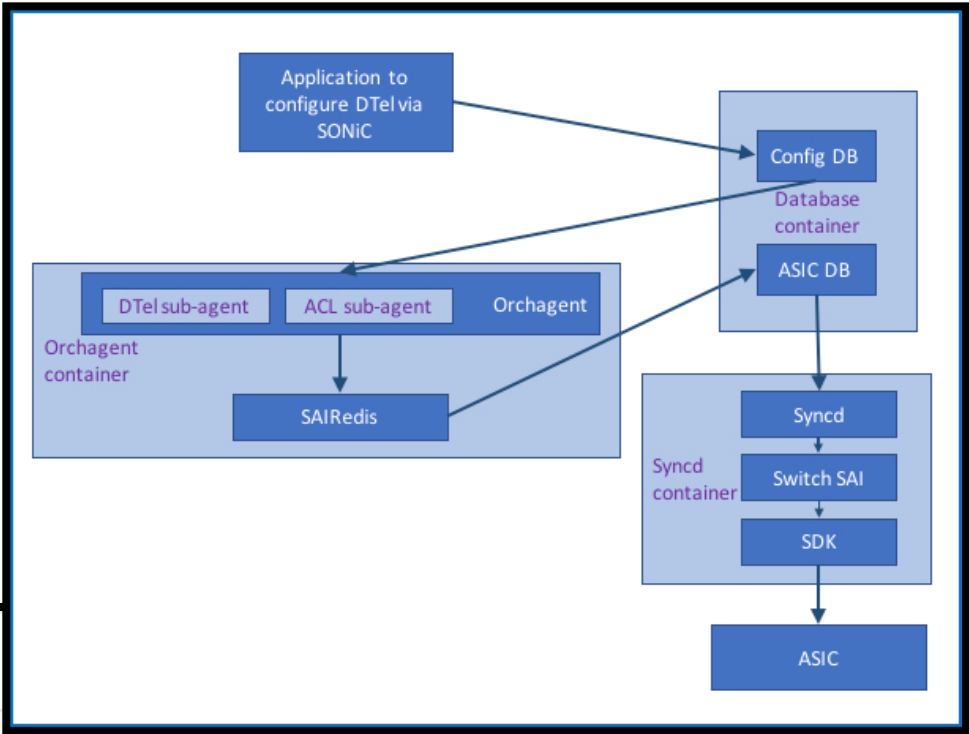 Application to
configure DTel via
SONiC
Config DB
Database
container
ASIC DB
DTel sub-agent
ACL sub-agent
Orchagent
Orchagent
container
SAIRedis
Syncd
Syncd
container
Switch SAI
SDK
ASIC